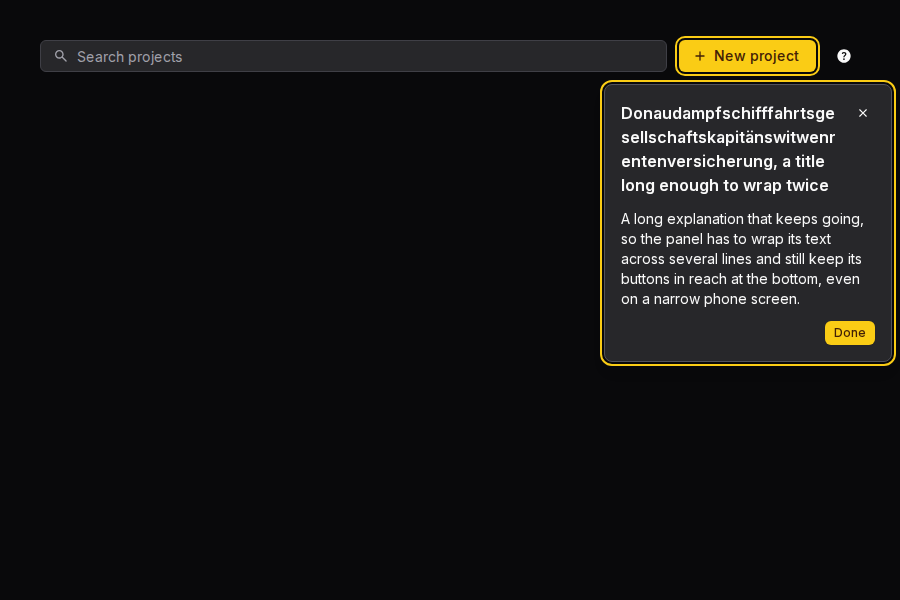 Search projects
New project
Donaudampfschifffahrtsge
sellschaftskapitänswitwenr
entenversicherung, a title
long enough to wrap twice
A long explanation that keeps going,
so the panel has to wrap its text
across several lines and still keep its
buttons in reach at the bottom, even
on a narrow phone screen.
Done